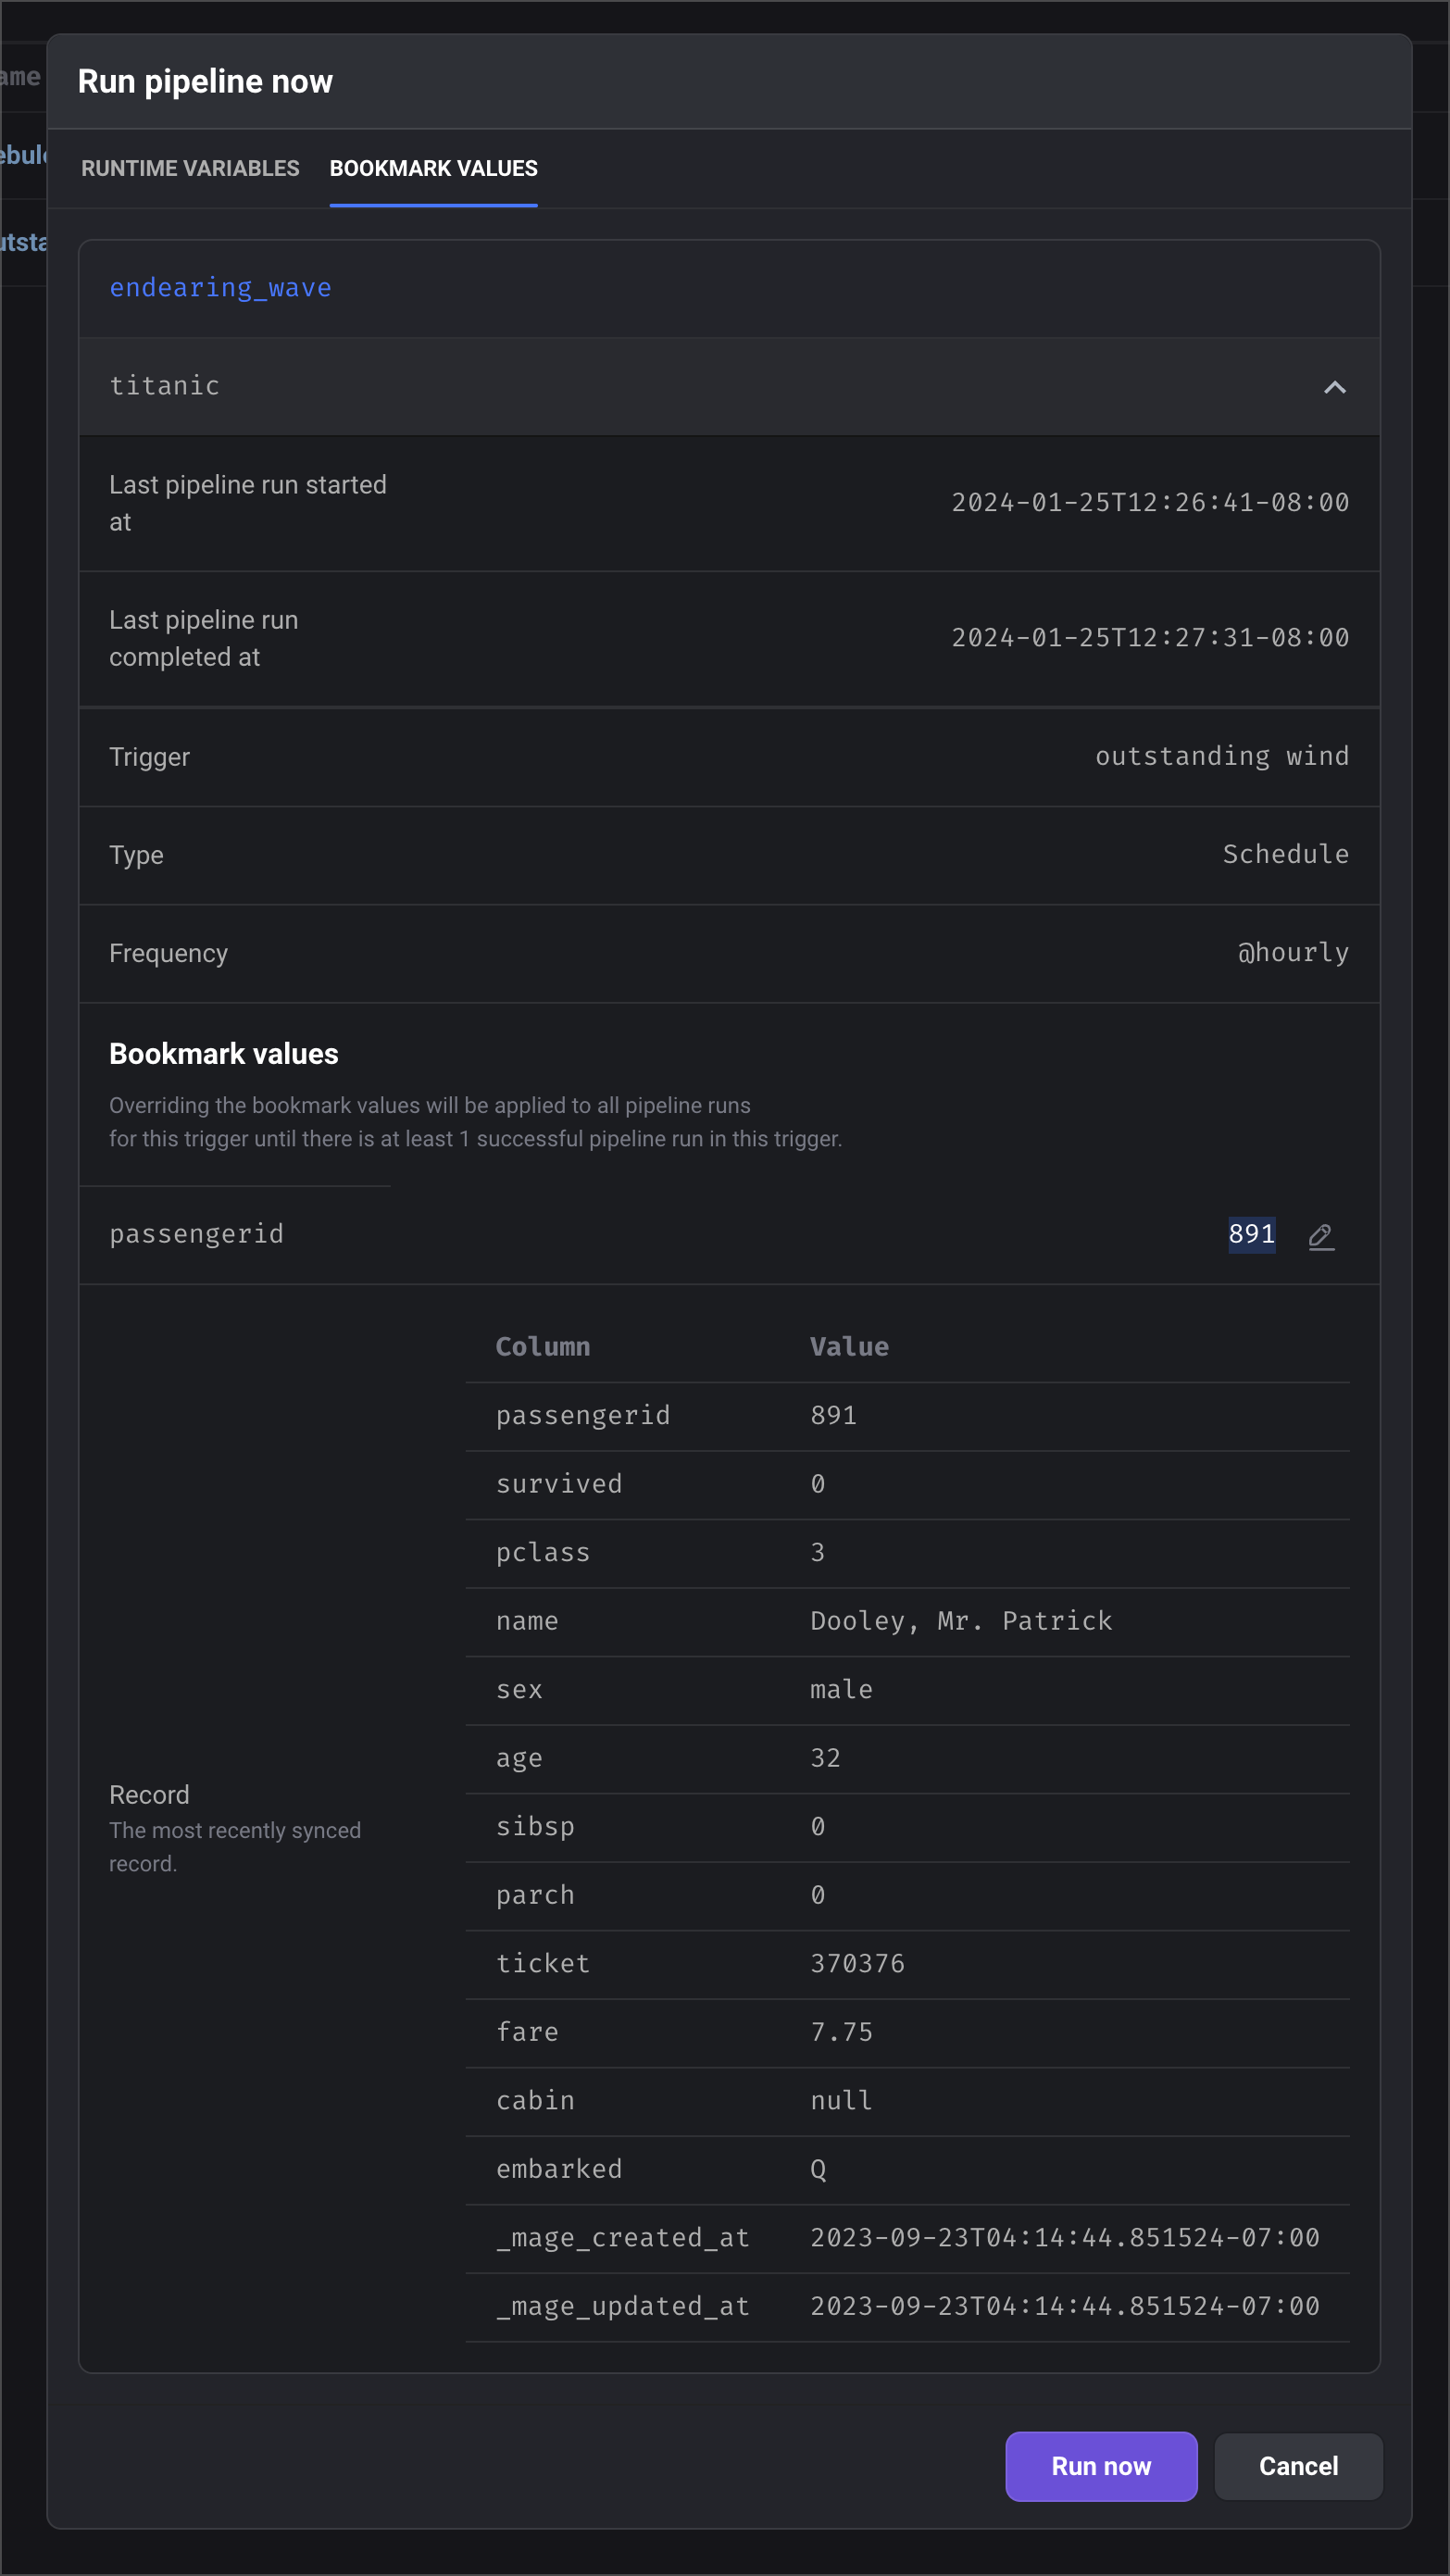 Run pipeline now
ame
RUNTIME VARIABLES BOOKMARK VALUES
ebule
utsta
endearing_wave
titanic
Last pipeline run started
at
2024-01-25T12:26:41-08:00
Last pipeline run
completed at
2024-01-25T12:27:31-08:00
Trigger outstanding wind
Type Schedule
Frequency @hourly
Bookmark values
Overriding the bookmark values will be applied to all pipeline runs
for this trigger until there is at least 1 successful pipeline run in this trigger.
passengerid 891
Record
The most recently synced
record.
Column Value
passengerid 891
survived 0
pclass 3
name Dooley, Mr. Patrick
sex male
age 32
sibsp 0
parch 0
ticket 370376
fare 7.75
cabin null
embarked Q
_mage_created_at 2023-09-23T04:14:44.851524-07:00
_mage_updated_at 2023-09-23T04:14:44.851524-07:00
Run now Cancel